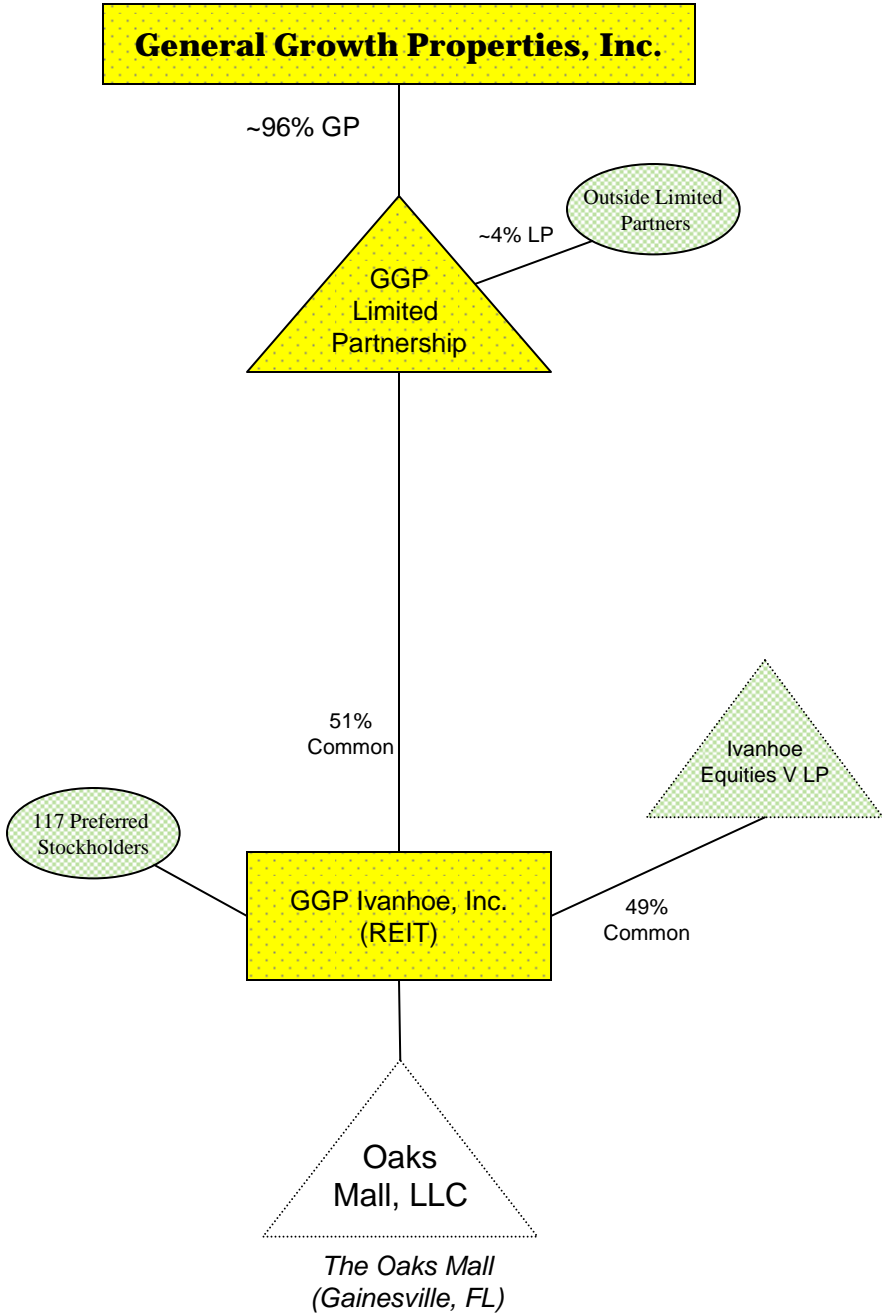 General Growth Properties, Inc.
~96% GP
Outside Limited
Partners
~4% LP
GGP
Limited
Partnership
51%
Common
Ivanhoe
Equities V LP
117 Preferred
Stockholders
GGP Ivanhoe, Inc.
(REIT)
49%
Common
Oaks
Mall, LLC
The Oaks Mall
(Gainesville, FL)